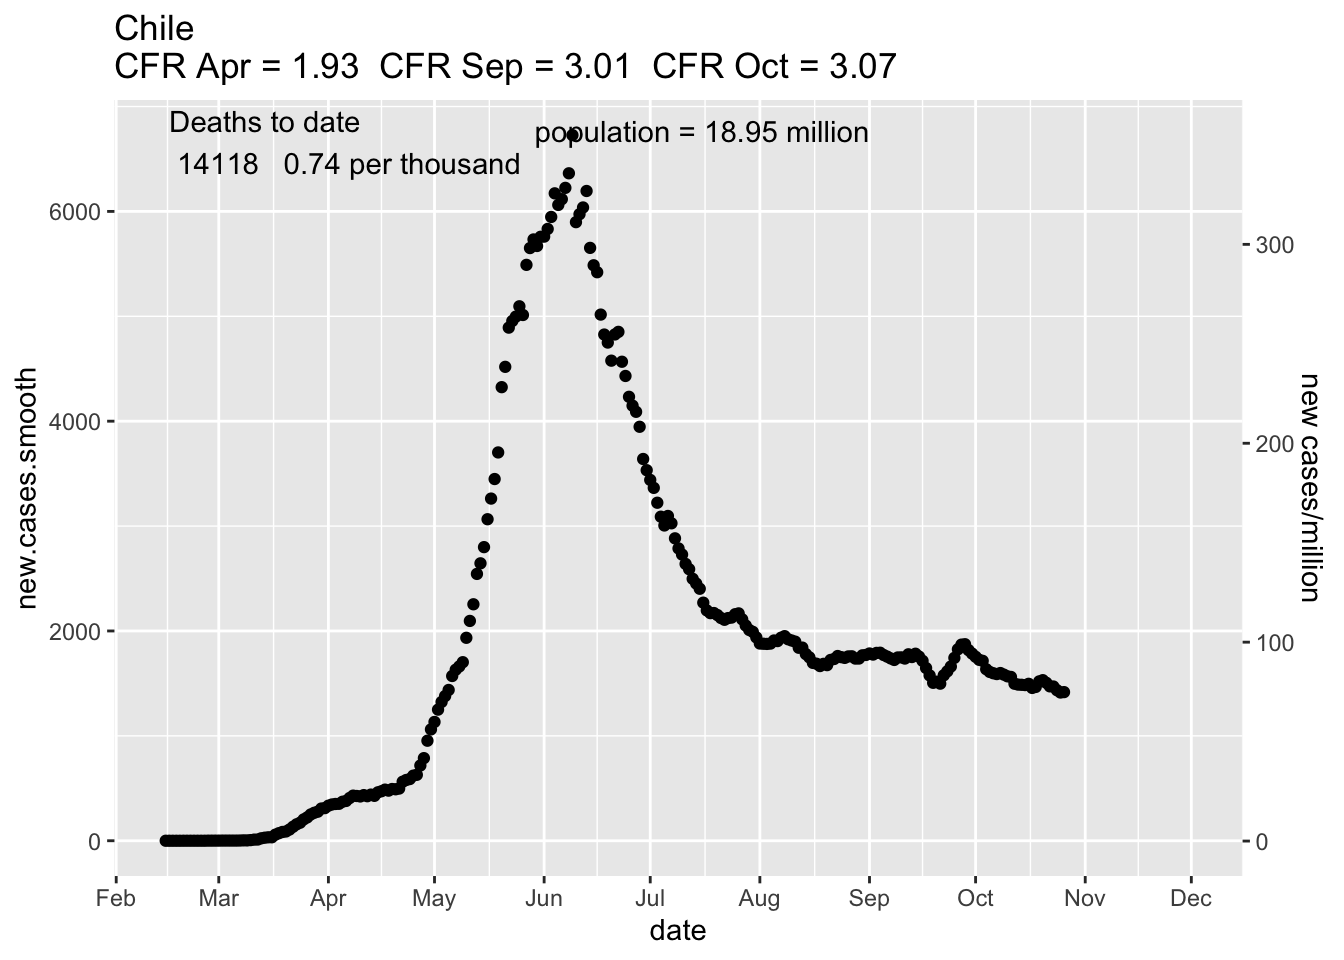 Chile
CFR Apr = 1.93  CFR Sep = 3.01  CFR Oct = 3.07
Deaths to date
14118   0.74 per thousand
population = 18.95 million
new.cases.smooth
6000
4000
2000
0
300
200
100
0
new cases/million
Feb Mar Apr May Jun Jul Aug Sep Oct Nov Dec
date